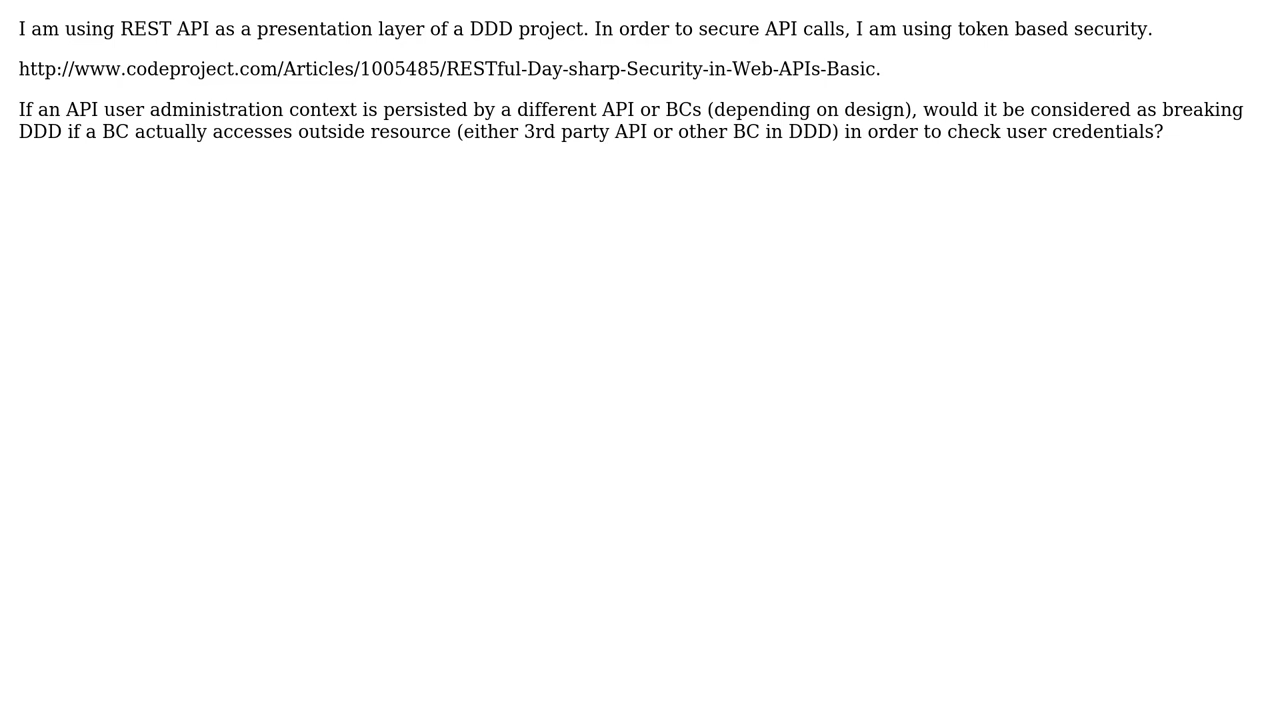 I am using REST API as a presentation layer of a DDD project. In order to secure API calls, I am using token based security.
http://www.codeproject.com/Articles/1005485/RESTful-Day-sharp-Security-in-Web-APIs-Basic.
If an API user administration context is persisted by a different API or BCs (depending on design), would it be considered as breaking
DDD if a BC actually accesses outside resource (either 3rd party API or other BC in DDD) in order to check user credentials?